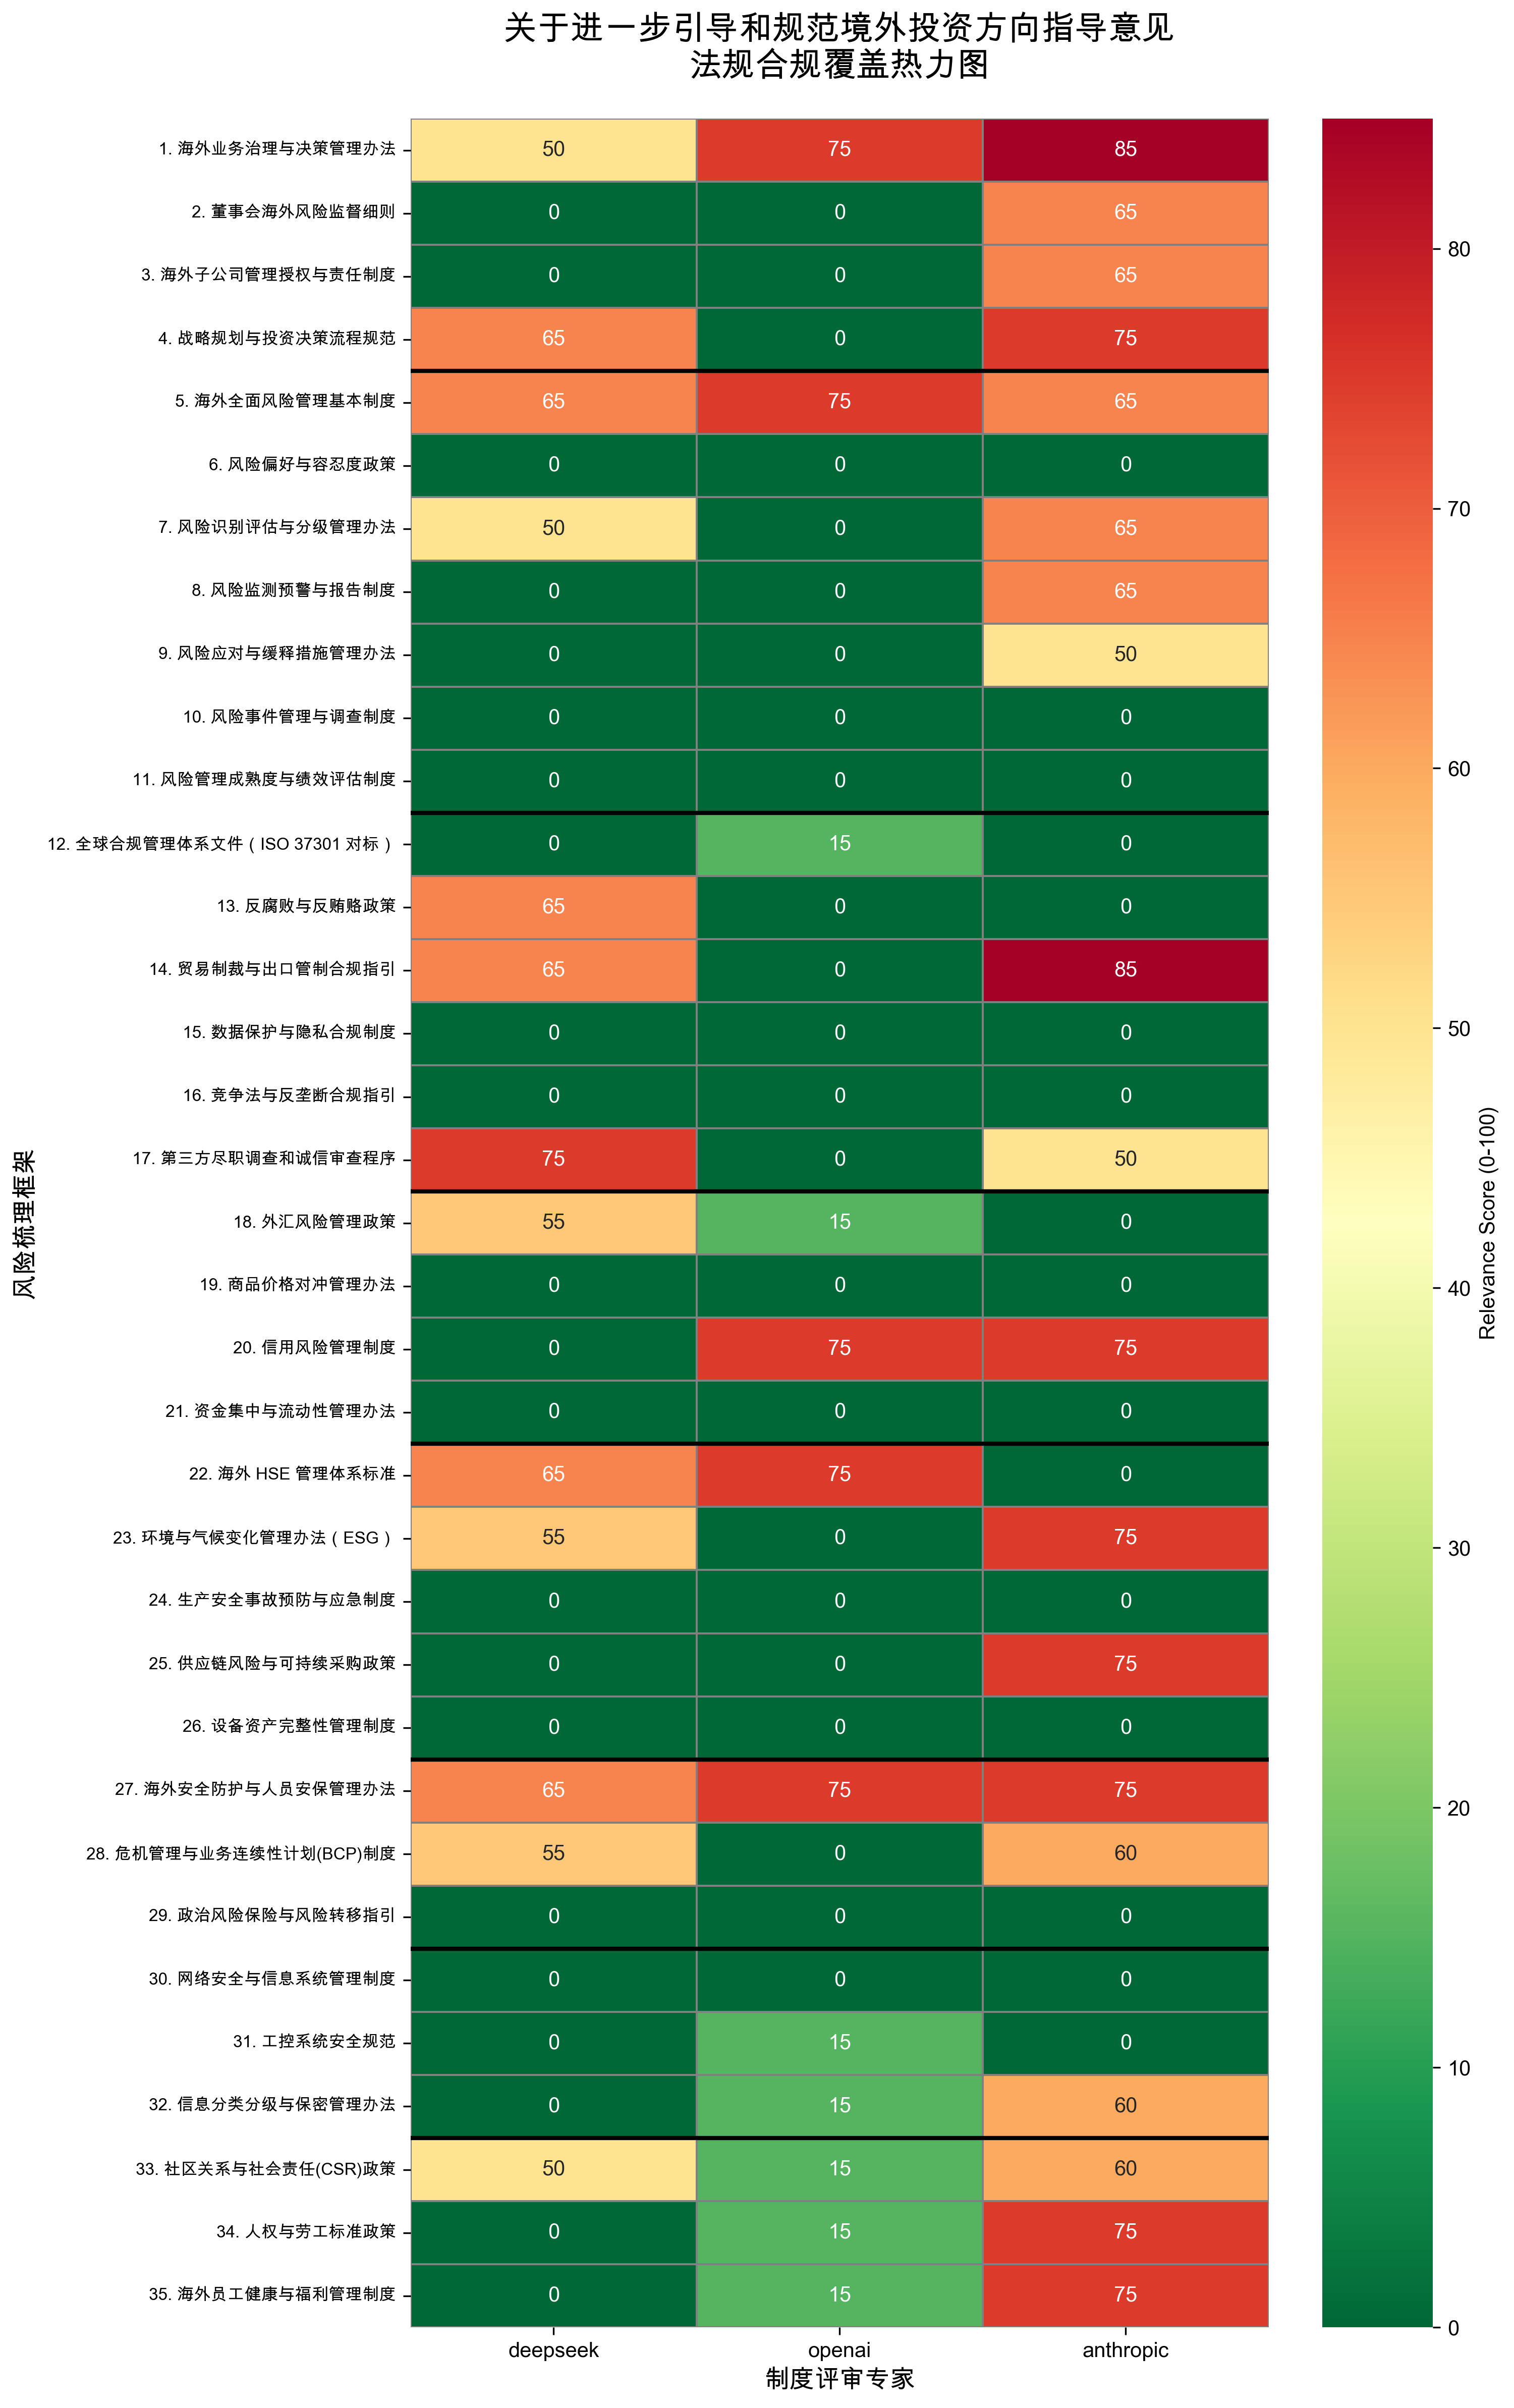 关于进一步引导和规范境外投资方向指导意见
法规合规覆盖热力图
1. 海外业务治理与决策管理办法 50 75 85
2. 董事会海外风险监督细则 0 0 65
3. 海外子公司管理授权与责任制度 0 0 65
4. 战略规划与投资决策流程规范 65 0 75
5. 海外全面风险管理基本制度 65 75 65
6. 风险偏好与容忍度政策 0 0 0
7. 风险识别评估与分级管理办法 50 0 65
8. 风险监测预警与报告制度 0 0 65
9. 风险应对与缓释措施管理办法 0 0 50
10. 风险事件管理与调查制度 0 0 0
11. 风险管理成熟度与绩效评估制度 0 0 0
12. 全球合规管理体系文件（ISO 37301 对标） 0 15 0
13. 反腐败与反贿赂政策 65 0 0
14. 贸易制裁与出口管制合规指引 65 0 85
15. 数据保护与隐私合规制度 0 0 0
16. 竞争法与反垄断合规指引 0 0 0
17. 第三方尽职调查和诚信审查程序 75 0 50
18. 外汇风险管理政策 55 15 0
19. 商品价格对冲管理办法 0 0 0
20. 信用风险管理制度 0 75 75
21. 资金集中与流动性管理办法 0 0 0
22. 海外 HSE 管理体系标准 65 75 0
23. 环境与气候变化管理办法（ESG） 55 0 75
24. 生产安全事故预防与应急制度 0 0 0
25. 供应链风险与可持续采购政策 0 0 75
26. 设备资产完整性管理制度 0 0 0
27. 海外安全防护与人员安保管理办法 65 75 75
28. 危机管理与业务连续性计划(BCP)制度 55 0 60
29. 政治风险保险与风险转移指引 0 0 0
30. 网络安全与信息系统管理制度 0 0 0
31. 工控系统安全规范 0 15 0
32. 信息分类分级与保密管理办法 0 15 60
33. 社区关系与社会责任(CSR)政策 50 15 60
34. 人权与劳工标准政策 0 15 75
35. 海外员工健康与福利管理制度 0 15 75
deepseek openai anthropic
制度评审专家
风险梳理框架
80
70
60
50
40
30
20
10
0
Relevance Score (0-100)